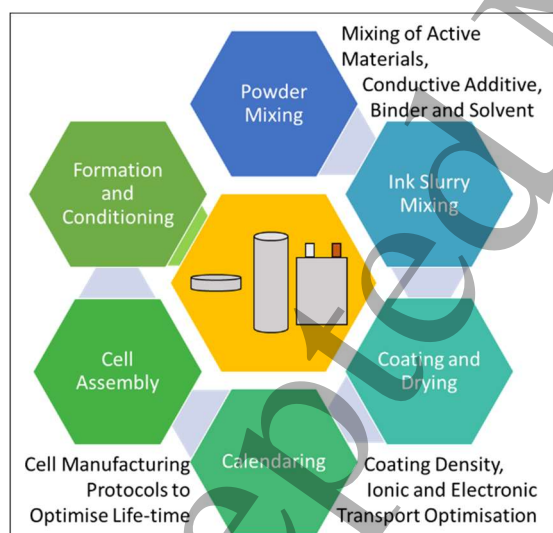 Mixing of Active
Materials,
Conductive Additive,
Binder and Solvent
Powder
Mixing
Ink Slurry
Mixing
Coating and
Drying
Coating Density,
Ionic and Electronic
Transport Optimisation
Calendaring
Cell
Assembly
Cell Manufacturing
Protocols to
Optimise Life-time
Formation
and
Conditioning